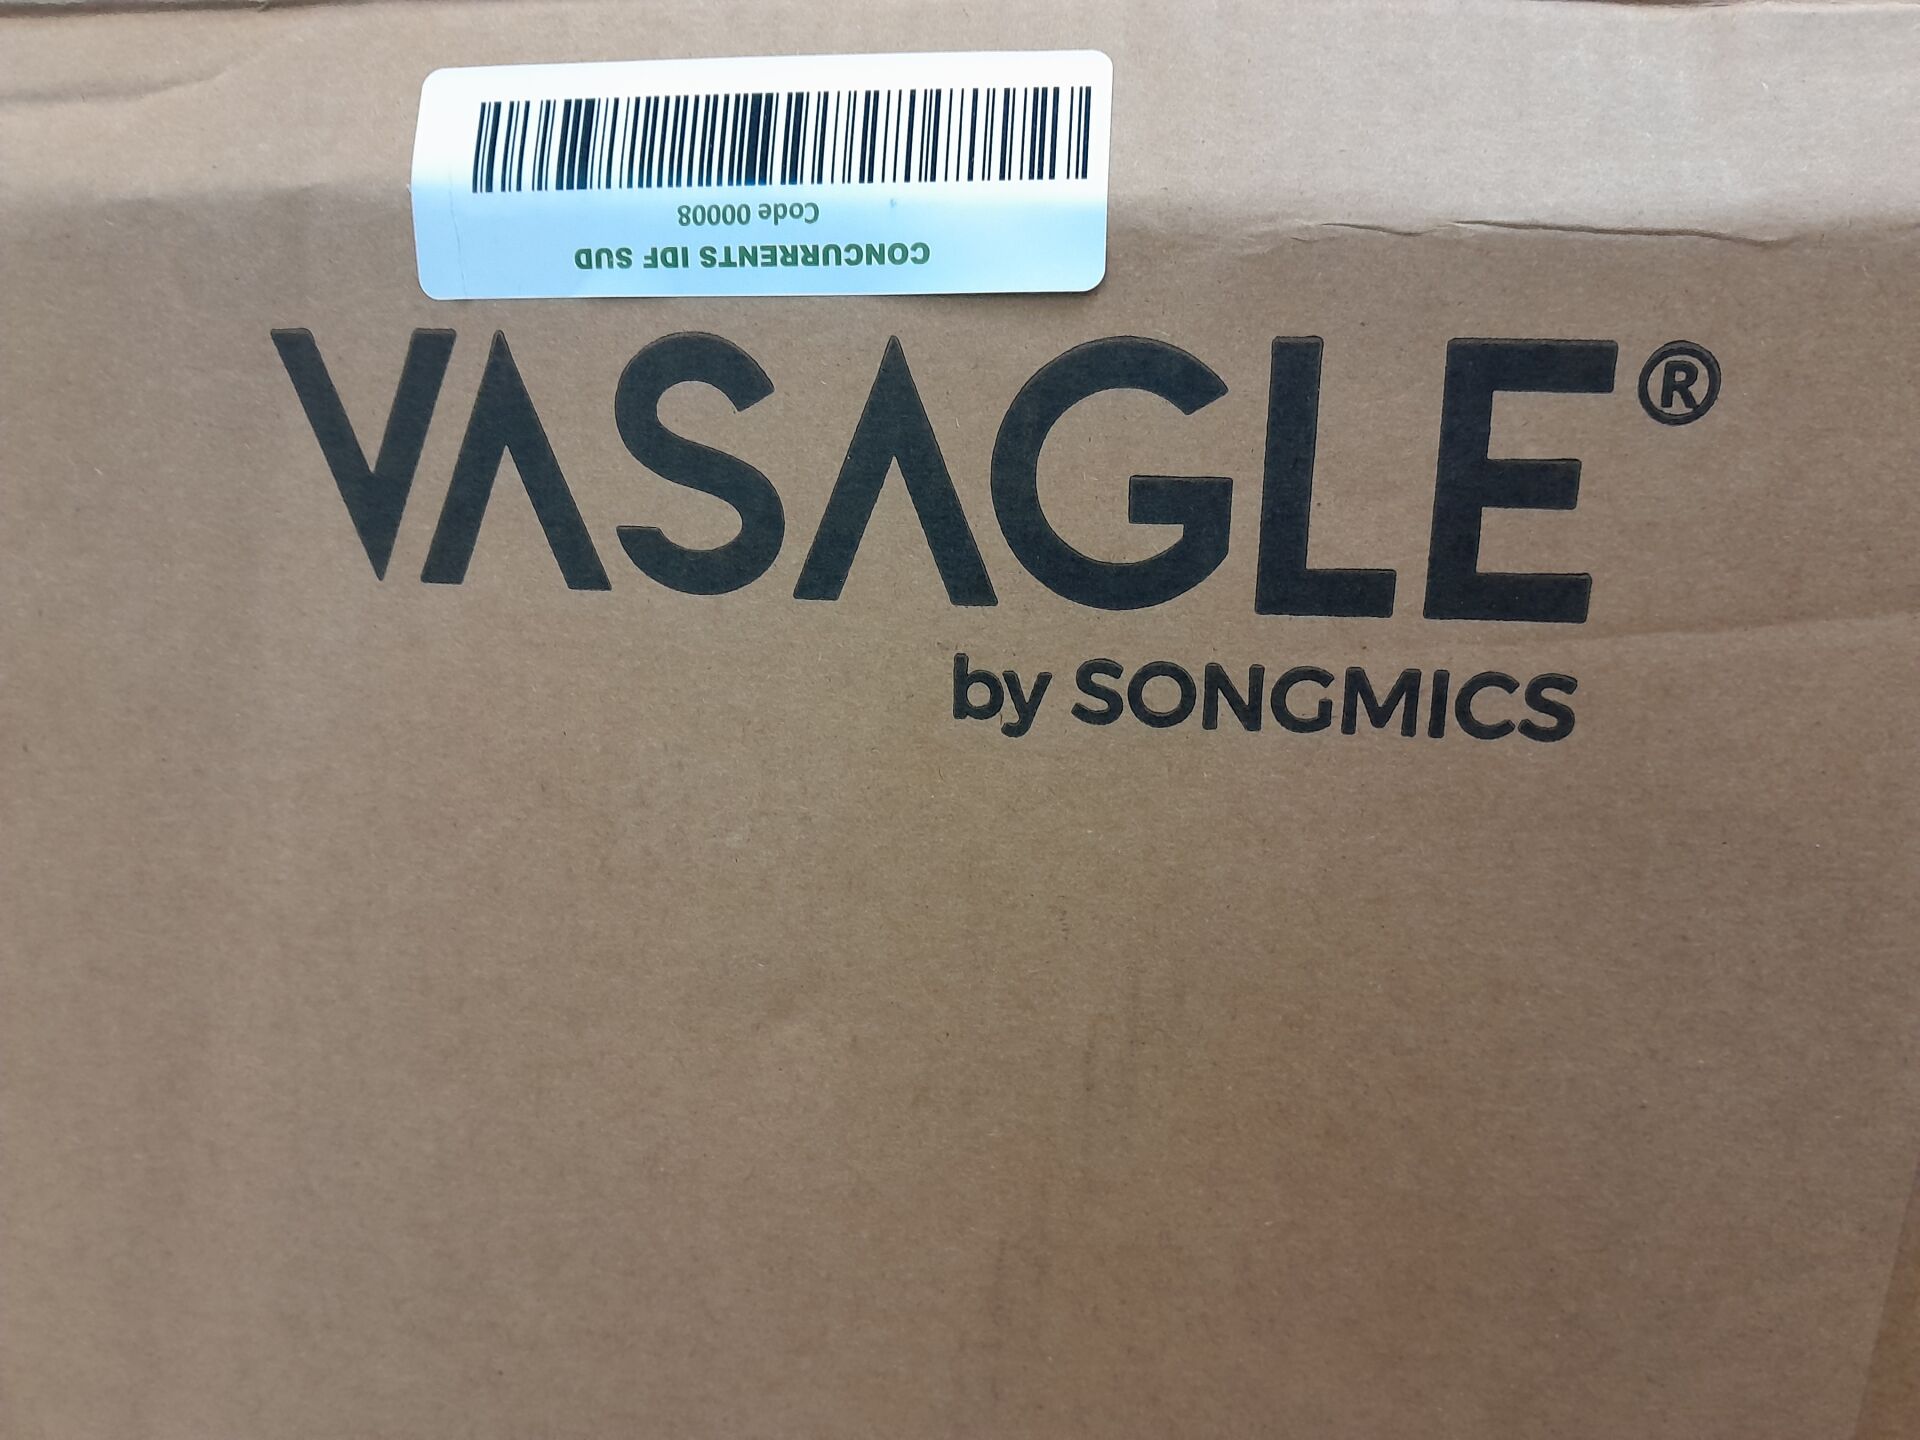 CONCURRENTS IDF SUD
Code 00008
VASAGLE®
by SONGMICS